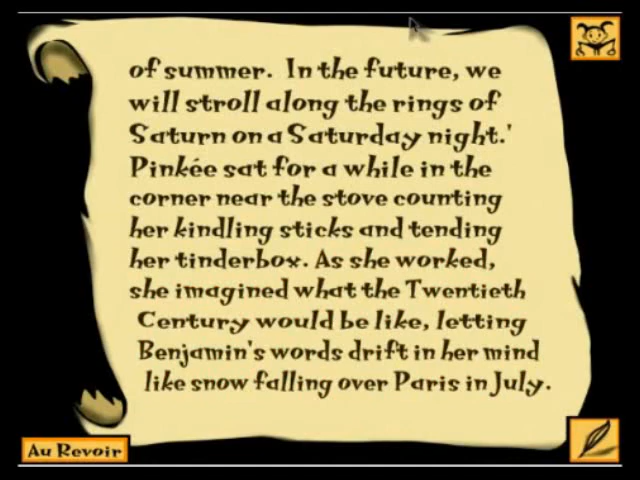 of summer. In the future, we
will stroll along the rings of
Saturn on a Saturday night.'
Pinkée sat for a while in the
corner near the stove counting
her kindling sticks and tending
her tinderbox. As she worked,
she imagined what the Twentieth
Century would be like, letting
Benjamin's words drift in her mind
like snow falling over Paris in July.
Au Revoir